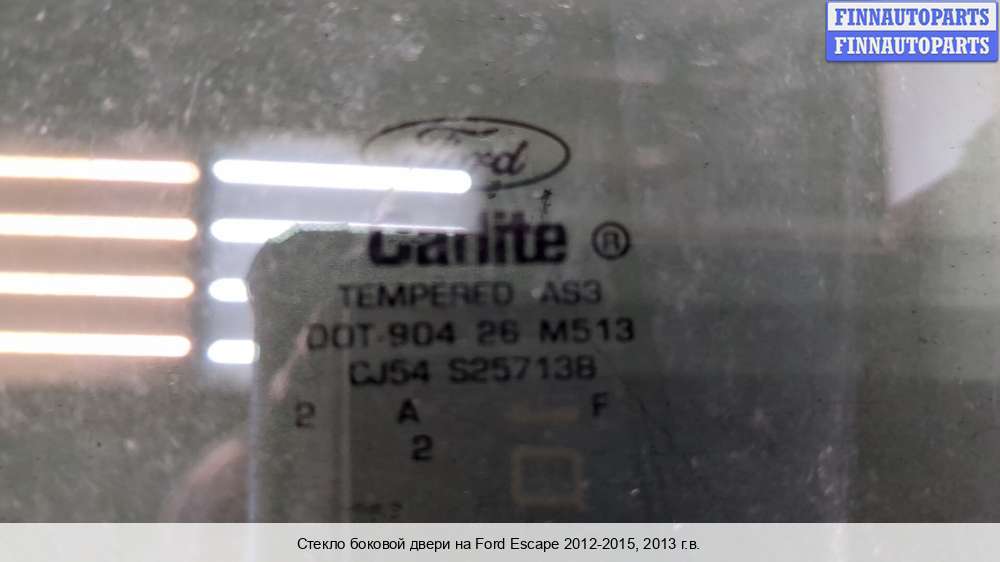 FINNAUTOPARTS
FINNAUTOPARTS
Ford
Carlite ®
TEMPERED AS3
DOT-904 26 M513
CJ54 S25713B
2 A F
2
Стекло боковой двери на Ford Escape 2012-2015, 2013 г.в.